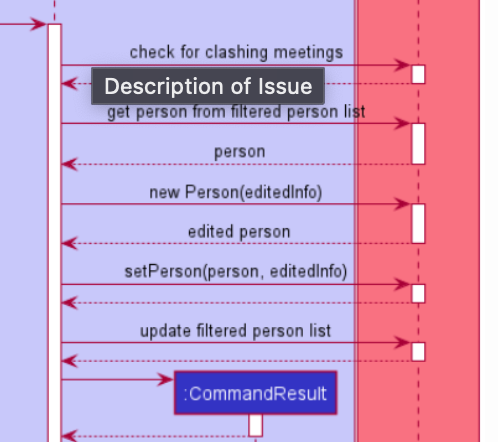 check for clashing meetings
Description of Issue
get person from filtered person list
person
new Person(editedInfo)
edited person
setPerson(person, editedInfo)
update filtered person list
:CommandResult